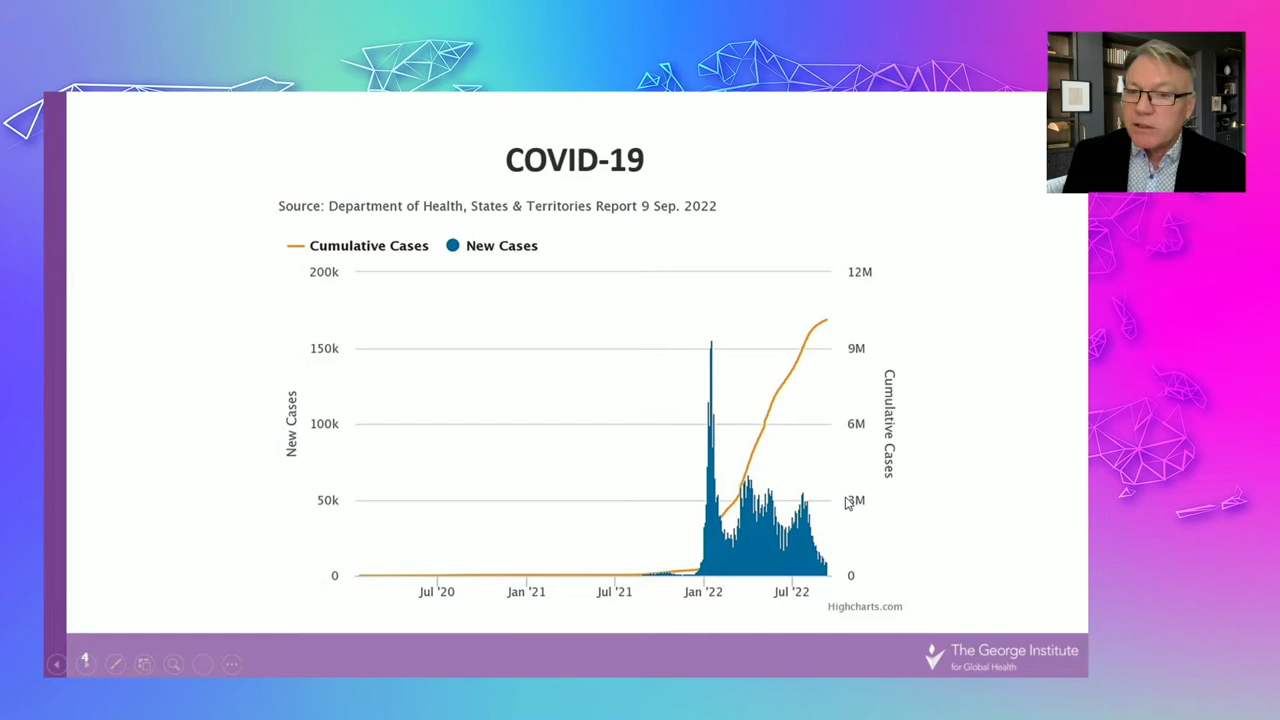 COVID-19
Source: Department of Health, States & Territories Report 9 Sep. 2022
Cumulative Cases New Cases
200k 12M
150k 9M
100k 6M
50k 3M
0 0
New Cases
Cumulative Cases
Jul '20 Jan '21 Jul '21 Jan '22 Jul '22
Highcharts.com
4
The George Institute
for Global Health